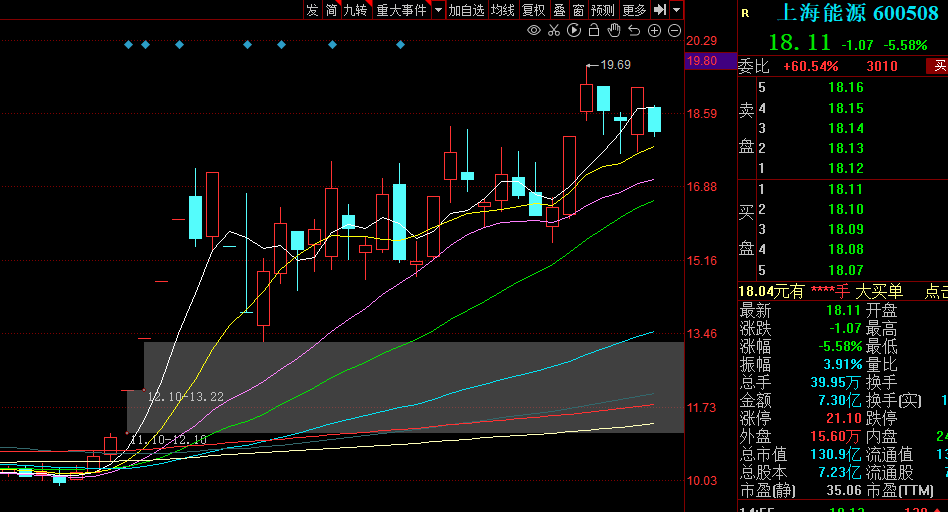 发 简 九转 重大事件 加自选 均线 复权 叠 窗 预测 更多
R 上海能源 600508
18.11 -1.07 -5.58%
委比 +60.54% 3010 买
卖盘
5 18.16
4 18.15
3 18.14
2 18.13
1 18.12
买盘
1 18.11
2 18.10
3 18.09
4 18.08
5 18.07
18.04元有 ****手 大买单 点击
最新 18.11 开盘
涨跌 -1.07 最高
涨幅 -5.58% 最低
振幅 3.91% 量比
总手 39.95万 换手
金额 7.30亿 换手(实) 1
涨停 21.10 跌停
外盘 15.60万 内盘 24
总市值 130.9亿 流通值 13
总股本 7.23亿 流通股 7
市盈(静) 35.06 市盈(TTM)
20.29
19.80
18.59
16.88
15.16
13.46
11.73
10.03
19.69
12.10-13.22
11.10-12.10